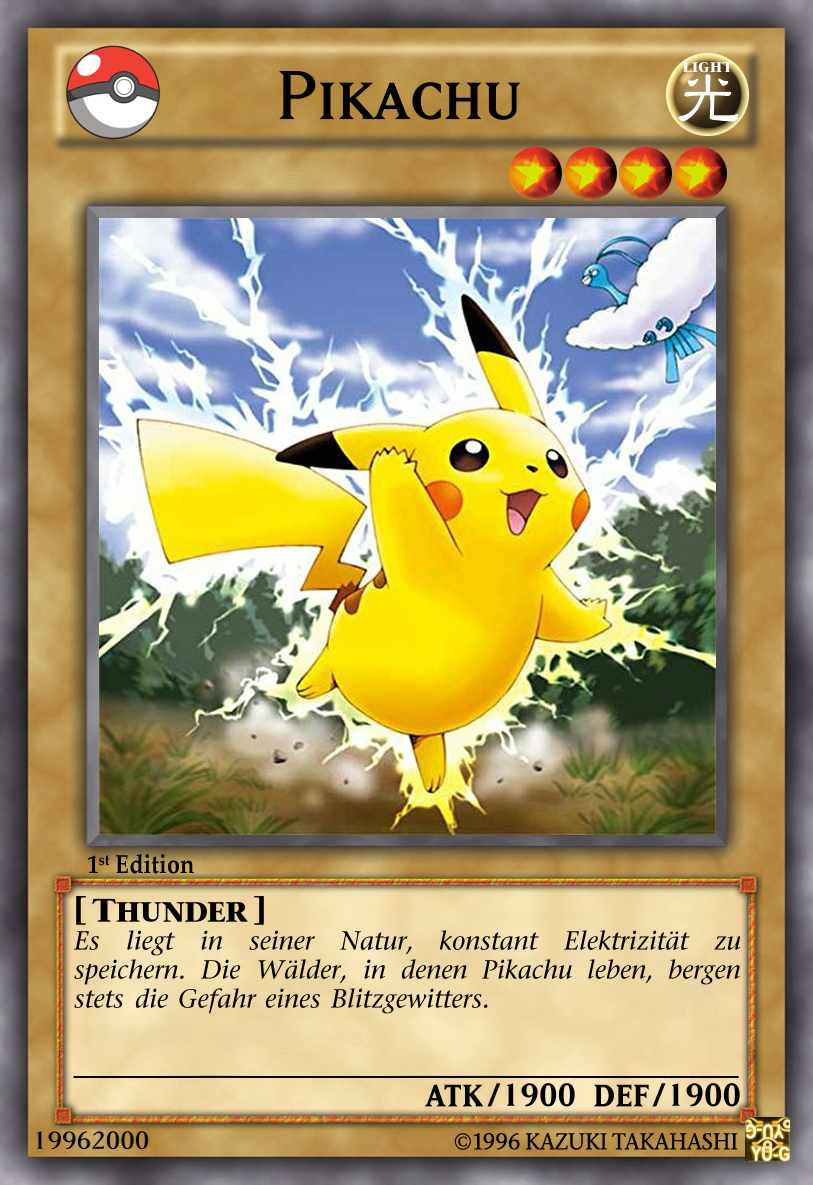 PIKACHU
LIGHT
光
1st Edition
[ THUNDER ]
Es liegt in seiner Natur, konstant Elektrizität zu
speichern. Die Wälder, in denen Pikachu leben, bergen
stets die Gefahr eines Blitzgewitters.
ATK/1900 DEF/1900
19962000
©1996 KAZUKI TAKAHASHI